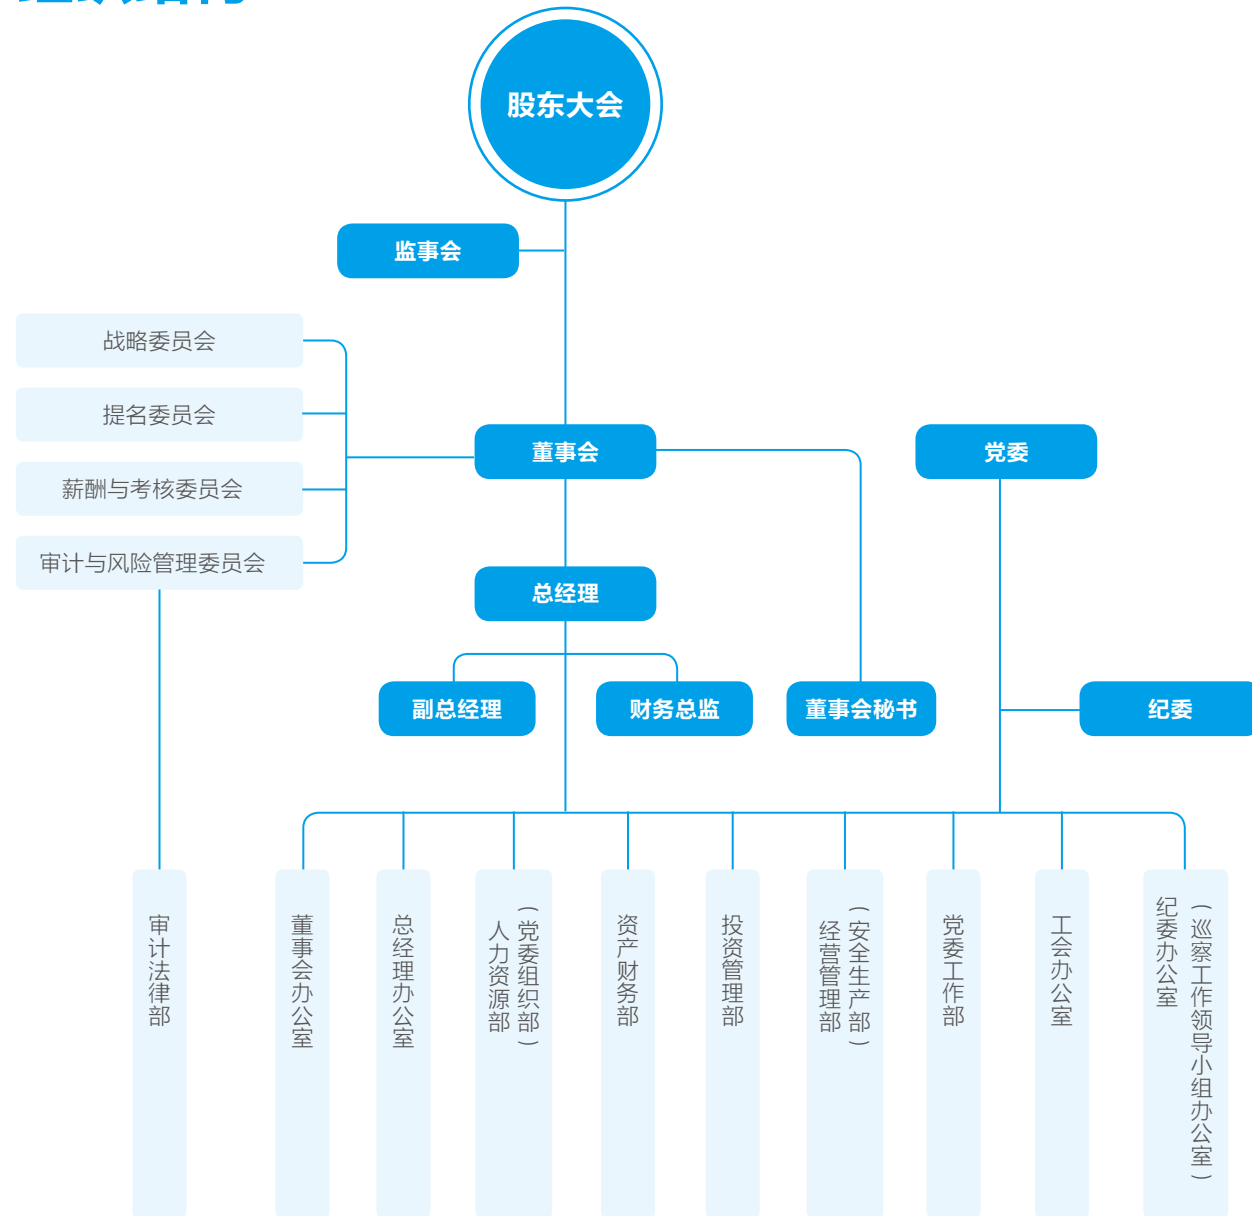 股东大会
监事会
战略委员会
提名委员会
董事会
党委
薪酬与考核委员会
审计与风险管理委员会
总经理
副总经理
财务总监
董事会秘书
纪委
审计法律部
董事会办公室
总经理办公室
人力资源部
(党委组织部)
资产财务部
投资管理部
经营管理部
(安全生产部)
党委工作部
工会办公室
纪委办公室
(巡察工作领导小组办公室)